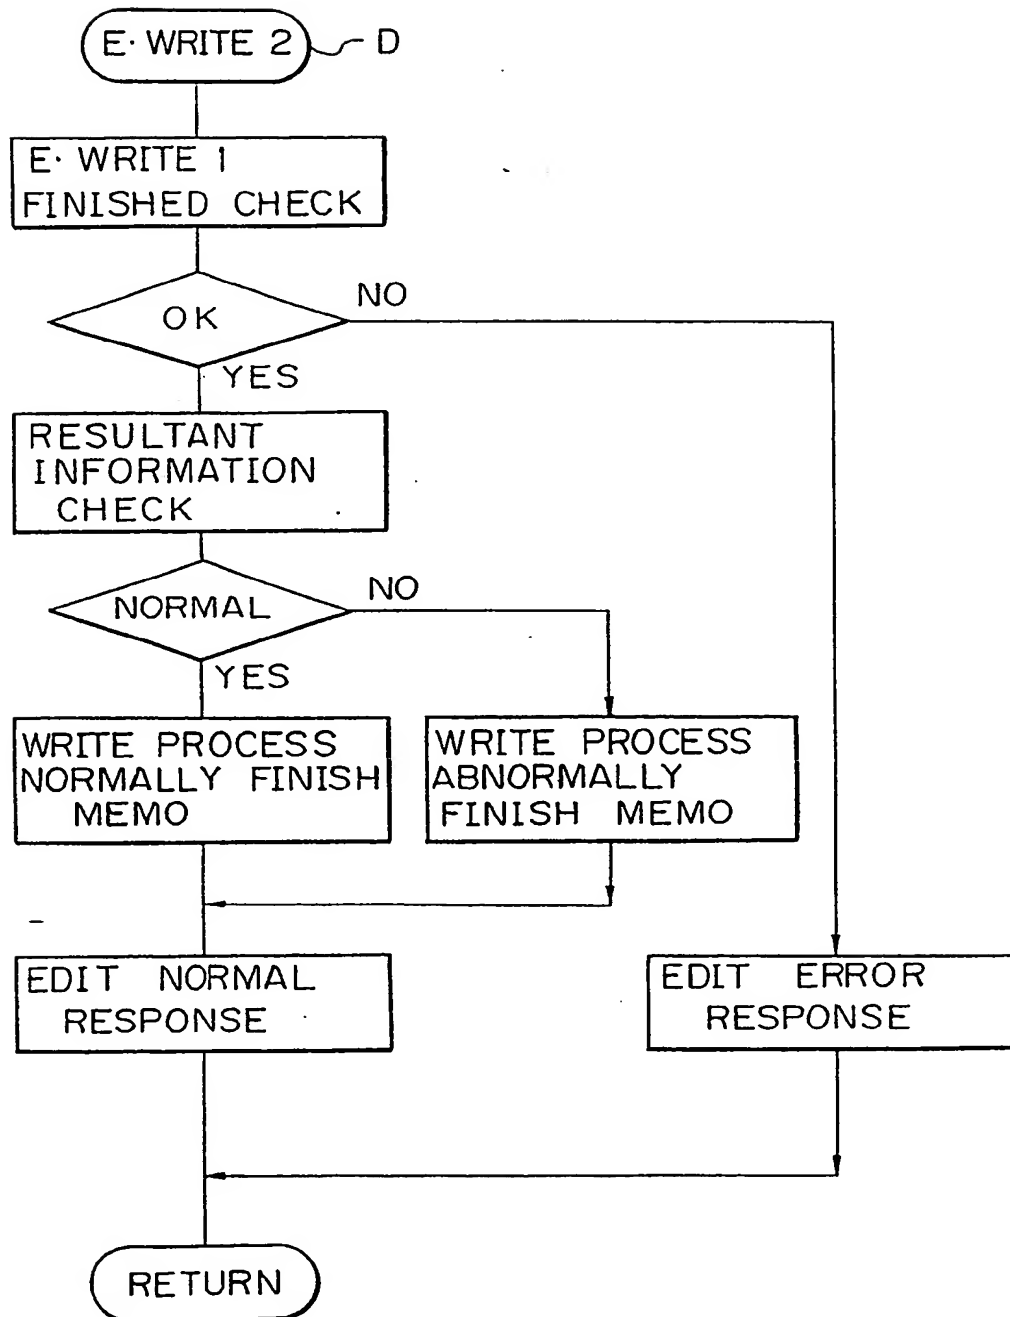 E· WRITE 2
D
E· WRITE 1
FINISHED CHECK
OK
NO
YES
RESULTANT
INFORMATION
CHECK
NORMAL
NO
YES
WRITE PROCESS
NORMALLY FINISH
MEMO
WRITE PROCESS
ABNORMALLY
FINISH MEMO
EDIT NORMAL
RESPONSE
EDIT ERROR
RESPONSE
RETURN